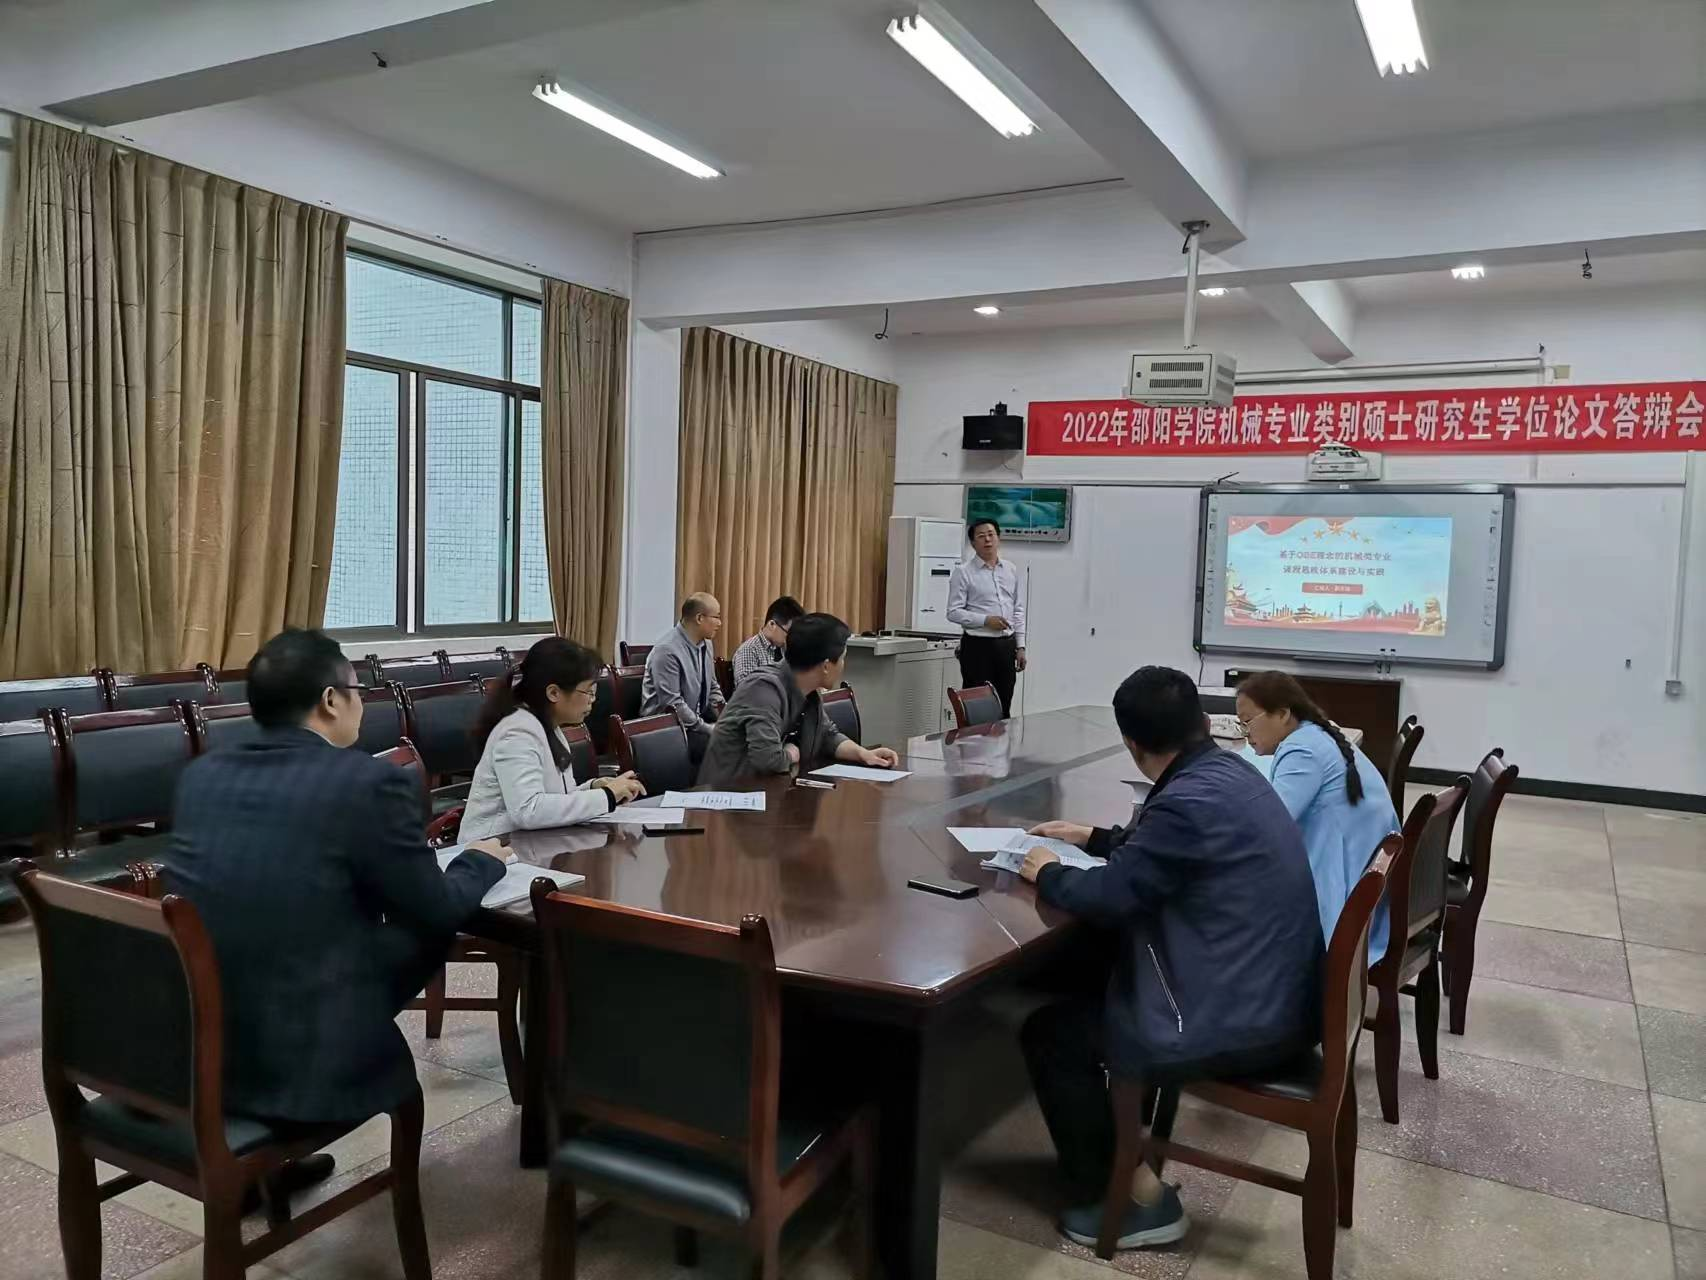 2022年邵阳学院机械专业类别硕士研究生学位论文答辩会
基于OBE理念的机械类专业
课程思政体系建设与实践